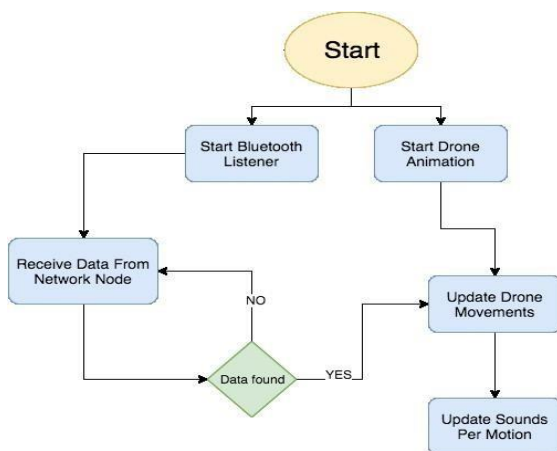 Start
Start Bluetooth
Listener
Start Drone
Animation
Receive Data From
Network Node
NO
Update Drone
Movements
Data found
YES
Update Sounds
Per Motion